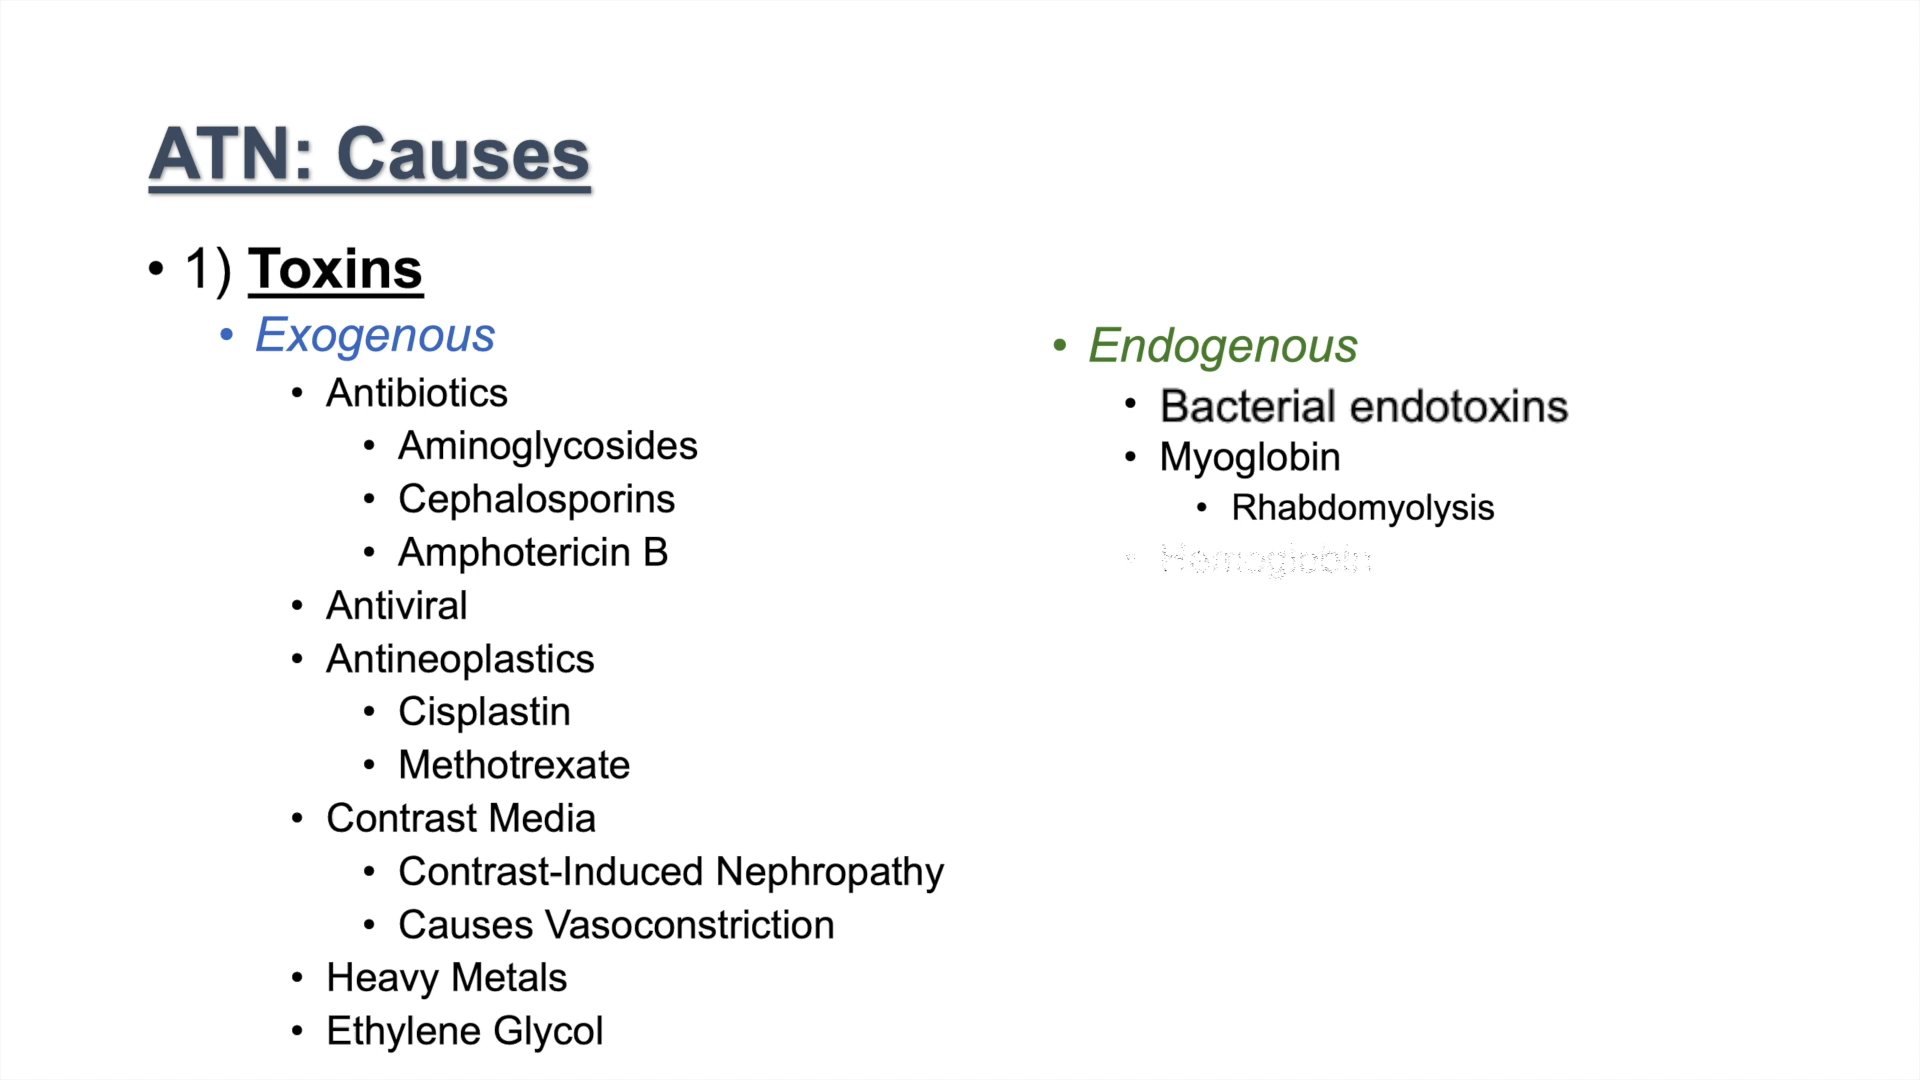 ATN: Causes
• 1) Toxins
• Exogenous
• Antibiotics
• Aminoglycosides
• Cephalosporins
• Amphotericin B
• Antiviral
• Antineoplastics
• Cisplastin
• Methotrexate
• Contrast Media
• Contrast-Induced Nephropathy
• Causes Vasoconstriction
• Heavy Metals
• Ethylene Glycol
• Endogenous
• Bacterial endotoxins
• Myoglobin
• Rhabdomyolysis
• Hemoglobin